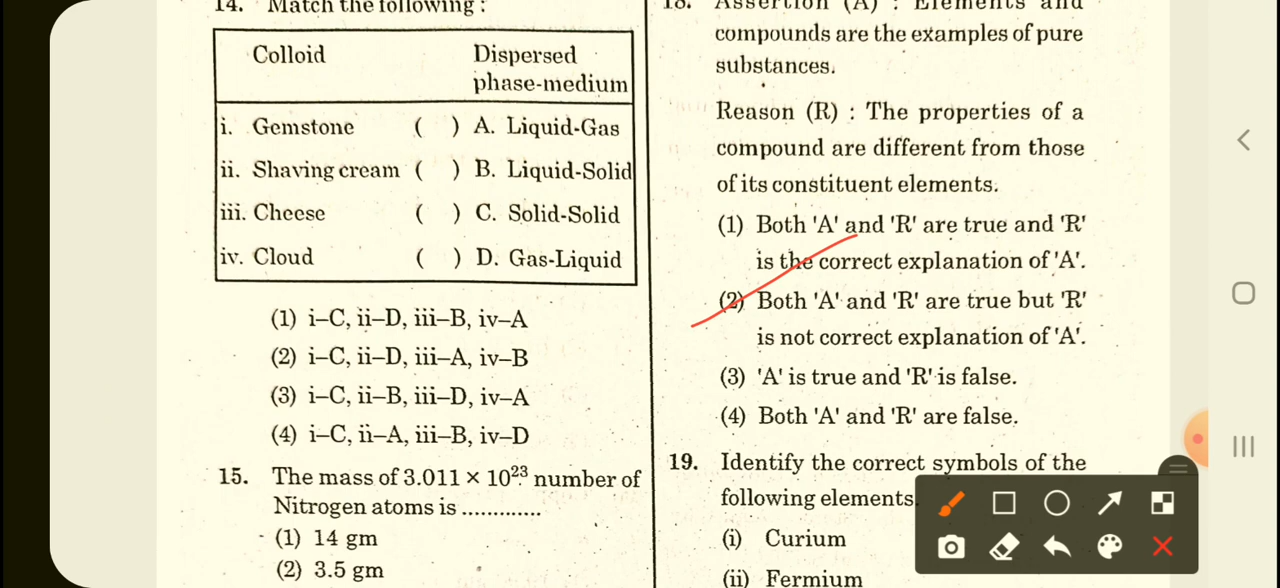 14. Match the following :
Colloid Dispersed
phase-medium
i. Gemstone ( ) A. Liquid-Gas
ii. Shaving cream ( ) B. Liquid-Solid
iii. Cheese ( ) C. Solid-Solid
iv. Cloud ( ) D. Gas-Liquid
(1) i–C, ii–D, iii–B, iv–A
(2) i–C, ii–D, iii–A, iv–B
(3) i–C, ii–B, iii–D, iv–A
(4) i–C, ii–A, iii–B, iv–D
15. The mass of 3.011 × 10²³ number of
Nitrogen atoms is .............
(1) 14 gm
(2) 3.5 gm
18. Assertion (A) : Elements and
compounds are the examples of pure
substances.
Reason (R) : The properties of a
compound are different from those
of its constituent elements.
(1) Both 'A' and 'R' are true and 'R'
is the correct explanation of 'A'.
(2) Both 'A' and 'R' are true but 'R'
is not correct explanation of 'A'.
(3) 'A' is true and 'R' is false.
(4) Both 'A' and 'R' are false.
19. Identify the correct symbols of the
following elements.
(i) Curium
(ii) Fermium